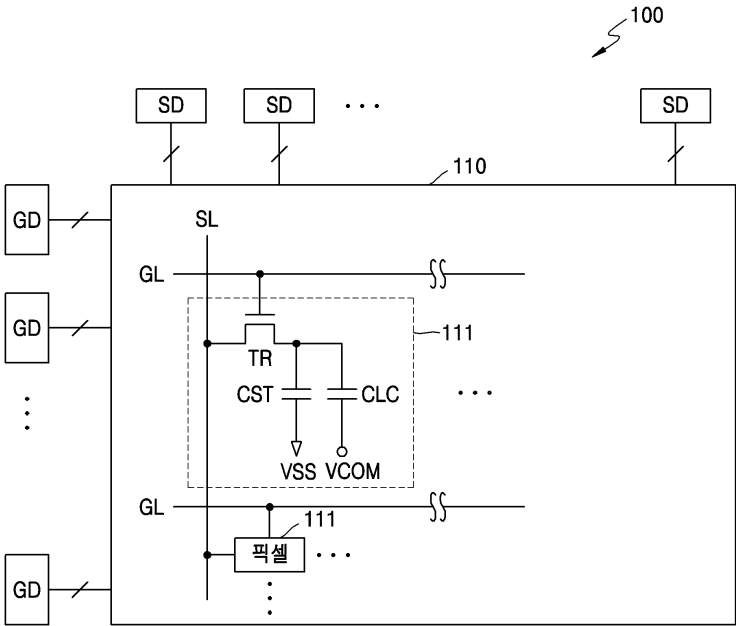 100
SD SD ··· SD
110
GD
SL
GL
GD
111
TR
CST CLC ···
VSS VCOM
GL
111
픽셀 ···
GD